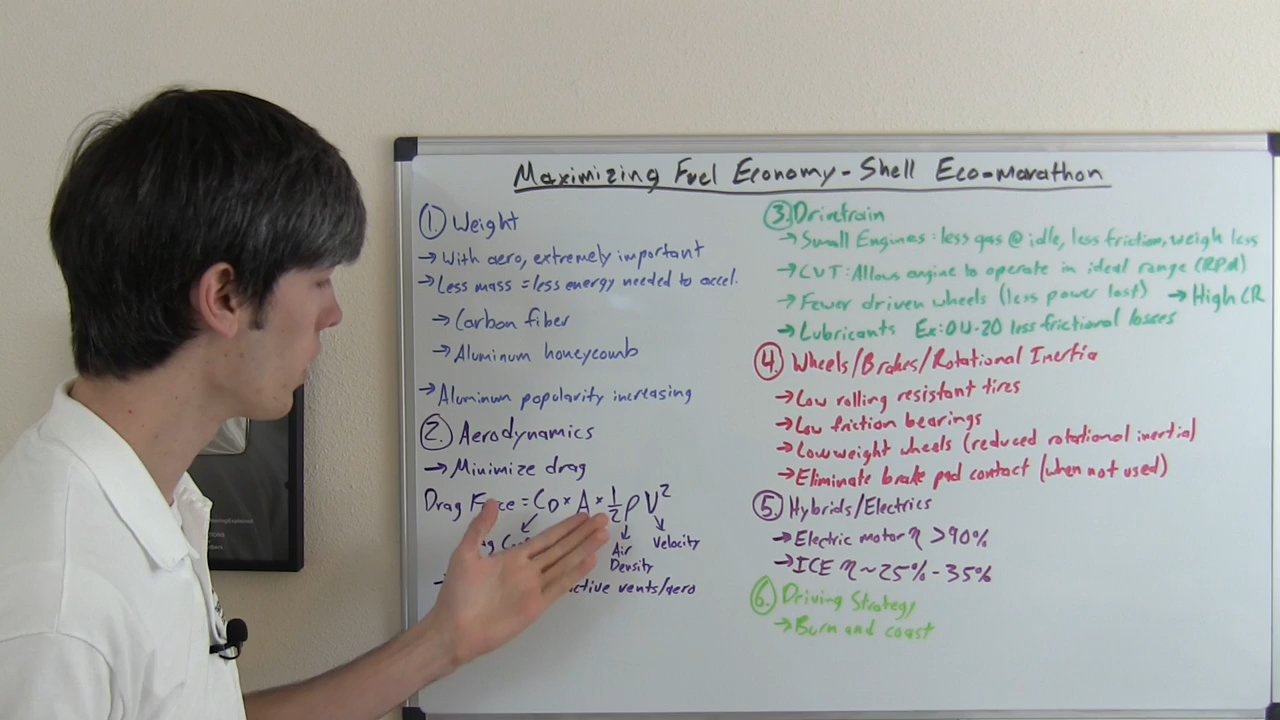 Maximizing Fuel Economy - Shell Eco-marathon
1. Weight
→ With aero, extremely important
→ Less mass = less energy needed to accel.
→ Carbon fiber
→ Aluminum honeycomb
→ Aluminum popularity increasing
2. Aerodynamics
→ Minimize drag
Drag Force = CD × A × 1/2 ρ V²
Air Density
Velocity
vents/aero
3. Drivetrain
→ Small Engines: less gas @ idle, less friction, weigh less
→ CVT: Allows engine to operate in ideal range (RPM)
→ Fewer driven wheels (less power lost) → High CR
→ Lubricants Ex: 0W-20 less frictional losses
4. Wheels/Brakes/Rotational Inertia
→ Low rolling resistant tires
→ Low friction bearings
→ Low weight wheels (reduced rotational inertia)
→ Eliminate brake pad contact (when not used)
5. Hybrids/Electrics
→ Electric motor η >90%
→ ICE η ~ 25% - 35%
6. Driving Strategy
→ Burn and coast